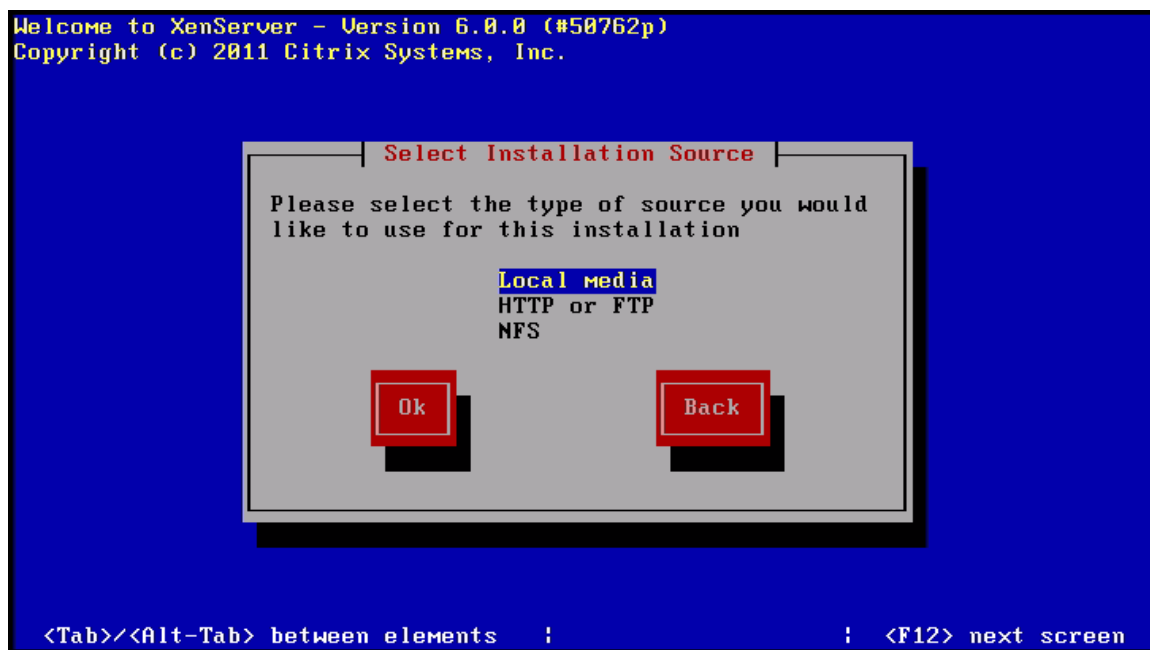 Welcome to XenServer - Version 6.0.0 (#50762p)
Copyright (c) 2011 Citrix Systems, Inc.
Select Installation Source
Please select the type of source you would
like to use for this installation
Local media
HTTP or FTP
NFS
Ok Back
<Tab>/<Alt-Tab> between elements | | <F12> next screen